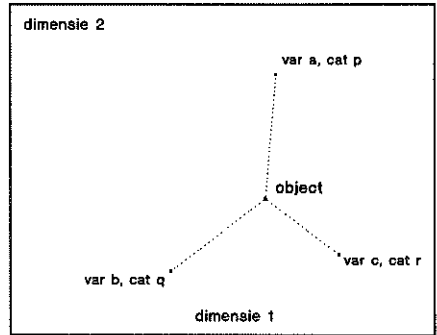 dimensie 2
var a, cat p
object
var c, cat r
var b, cat q
dimensie 1